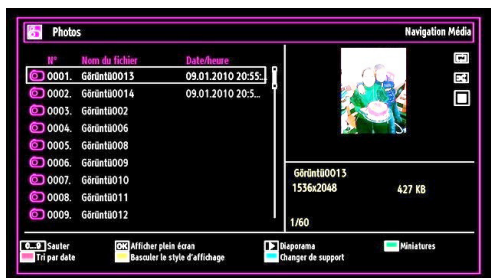 Photos Navigation Média
N° Nom du fichier Date/heure
0001. Görüntü0013 09.01.2010 20:55:..
0002. Görüntü0014 09.01.2010 20:5...
0003. Görüntü002
0004. Görüntü006
0005. Görüntü008
0006. Görüntü009
0007. Görüntü010
0008. Görüntü011
0009. Görüntü012
Görüntü0013
1536x2048 427 KB
1/60
0...9 Sauter OK Afficher plein écran Diaporama Miniatures
Tri par date Basculer le style d'affichage Changer de support